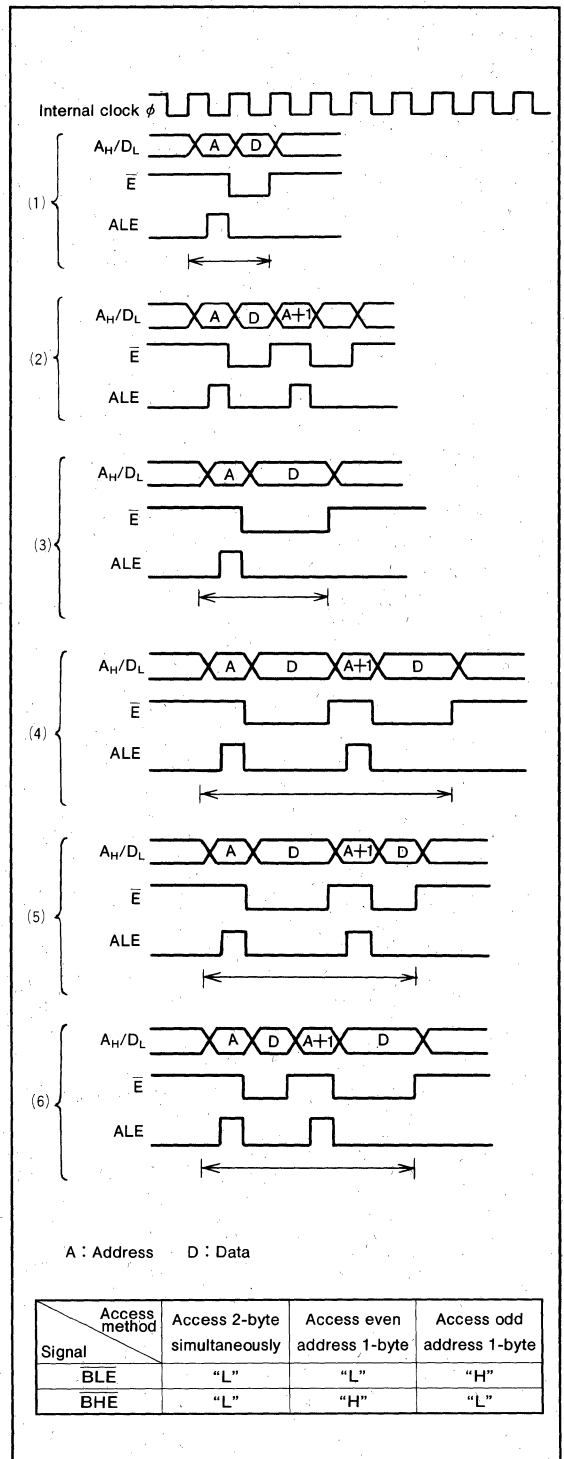 Internal clock φ
A_H/D_L A D
(1) E̅
ALE
A_H/D_L A D A+1
(2) E̅
ALE
A_H/D_L A D
(3) E̅
ALE
A_H/D_L A D A+1 D
(4) E̅
ALE
A_H/D_L A D A+1 D
(5) E̅
ALE
A_H/D_L A D A+1 D
(6) E̅
ALE
A : Address D : Data
Access method Signal Access 2-byte simultaneously Access even address 1-byte Access odd address 1-byte
B̅L̅E̅ “L” “L” “H”
B̅H̅E̅ “L” “H” “L”